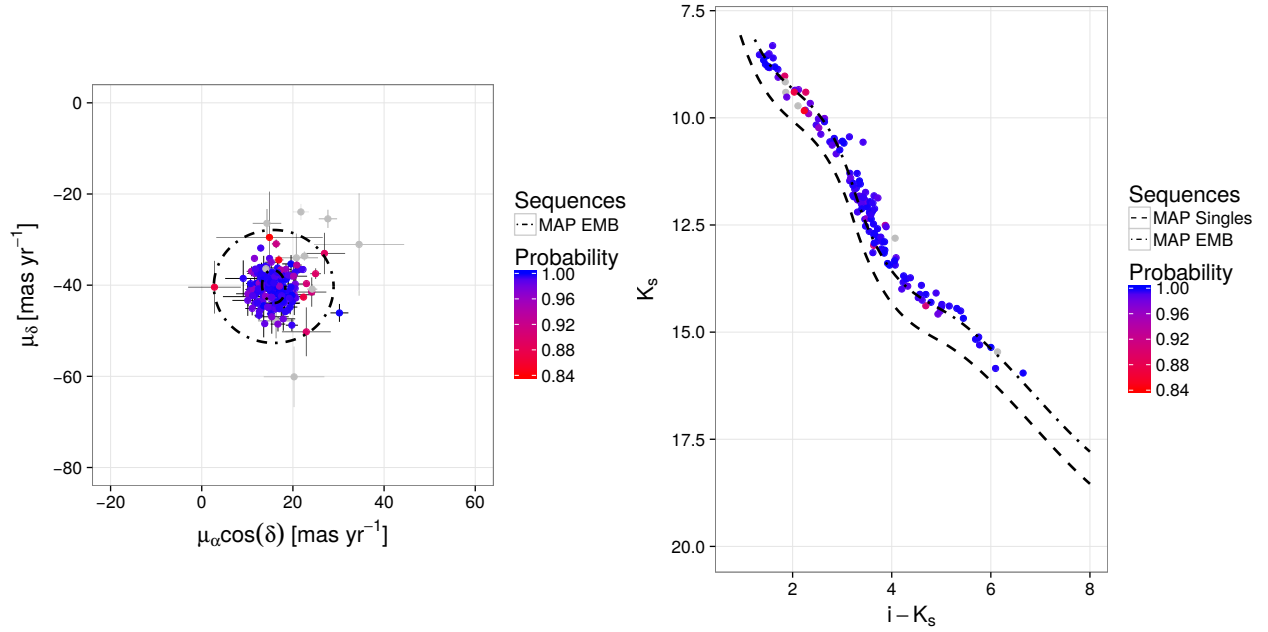 0
−20
−40
−60
−80
−20
0
20
40
60
μδ [mas yr−1]
μαcos(δ) [mas yr−1]
Sequences
MAP EMB
Probability
1.00
0.96
0.92
0.88
0.84
7.5
10.0
12.5
15.0
17.5
20.0
2
4
6
8
Ks
i − Ks
Sequences
MAP Singles
MAP EMB
Probability
1.00
0.96
0.92
0.88
0.84